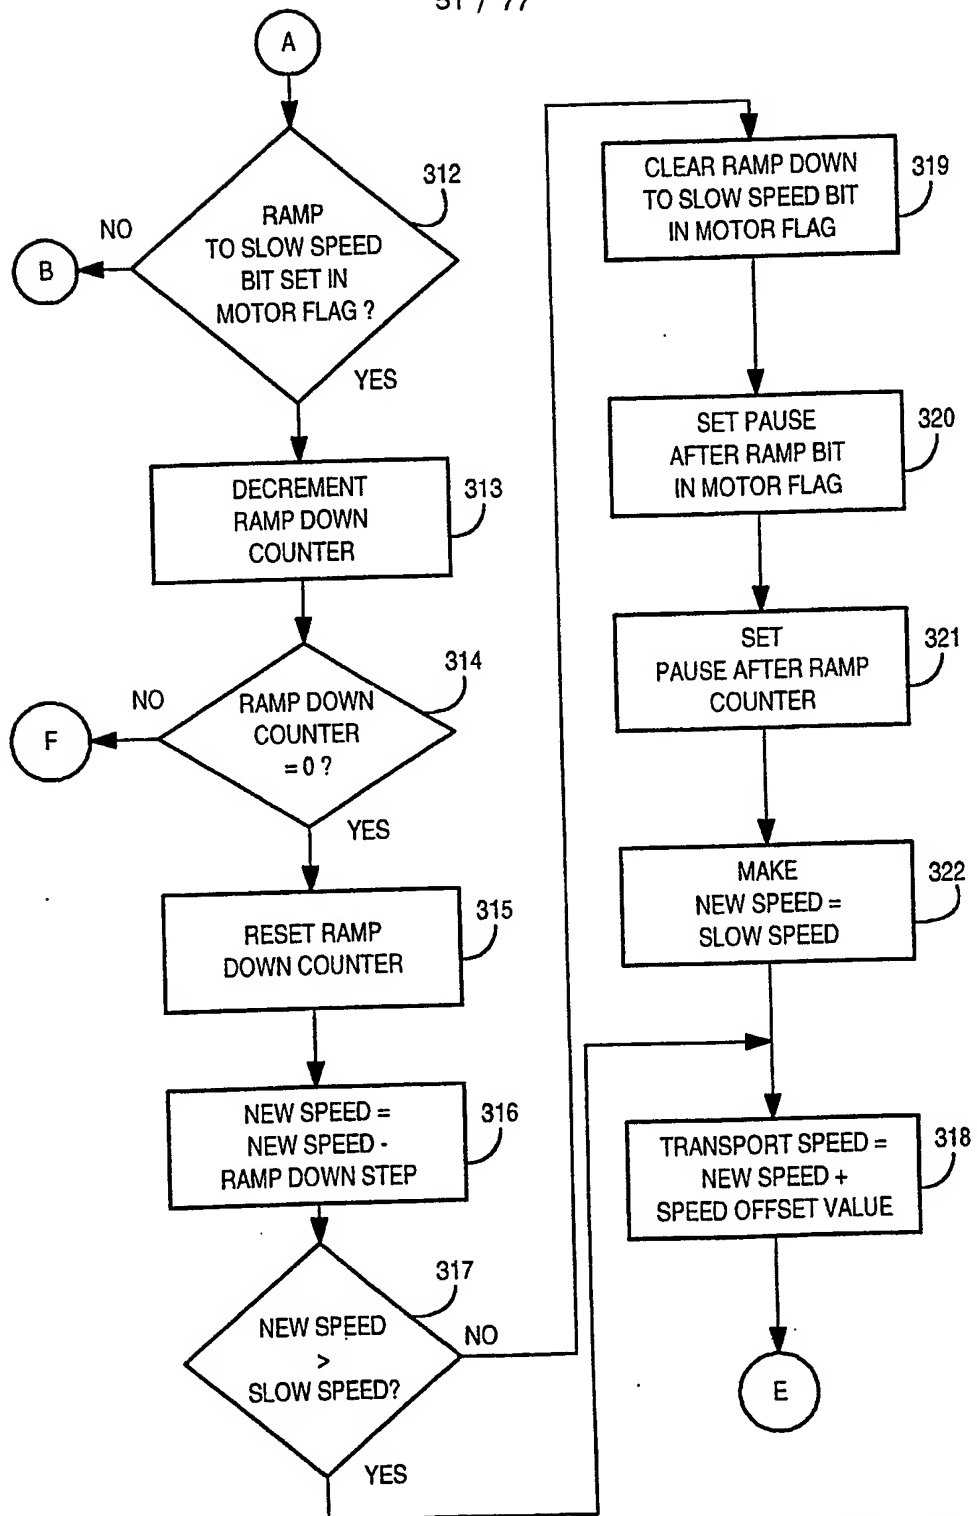 51 / 77
A
312
RAMP
TO SLOW SPEED
BIT SET IN
MOTOR FLAG ?
NO
B
YES
DECREMENT
RAMP DOWN
COUNTER
313
RAMP DOWN
COUNTER
= 0 ?
314
NO
F
YES
RESET RAMP
DOWN COUNTER
315
NEW SPEED =
NEW SPEED -
RAMP DOWN STEP
316
NEW SPEED
>
SLOW SPEED?
317
NO
YES
CLEAR RAMP DOWN
TO SLOW SPEED BIT
IN MOTOR FLAG
319
SET PAUSE
AFTER RAMP BIT
IN MOTOR FLAG
320
SET
PAUSE AFTER RAMP
COUNTER
321
MAKE
NEW SPEED =
SLOW SPEED
322
TRANSPORT SPEED =
NEW SPEED +
SPEED OFFSET VALUE
318
E